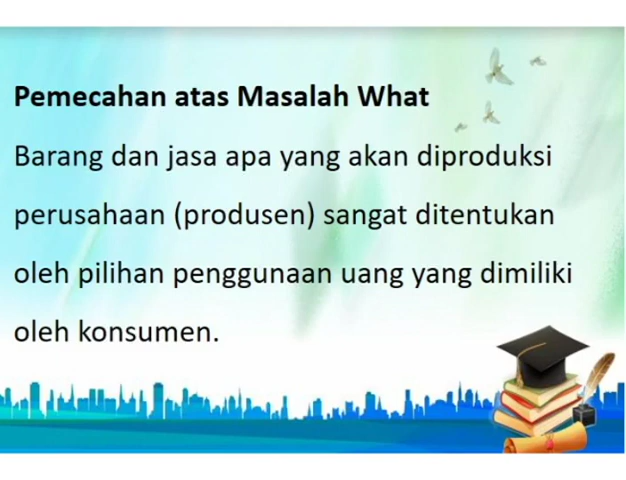 Pemecahan atas Masalah What
Barang dan jasa apa yang akan diproduksi
perusahaan (produsen) sangat ditentukan
oleh pilihan penggunaan uang yang dimiliki
oleh konsumen.